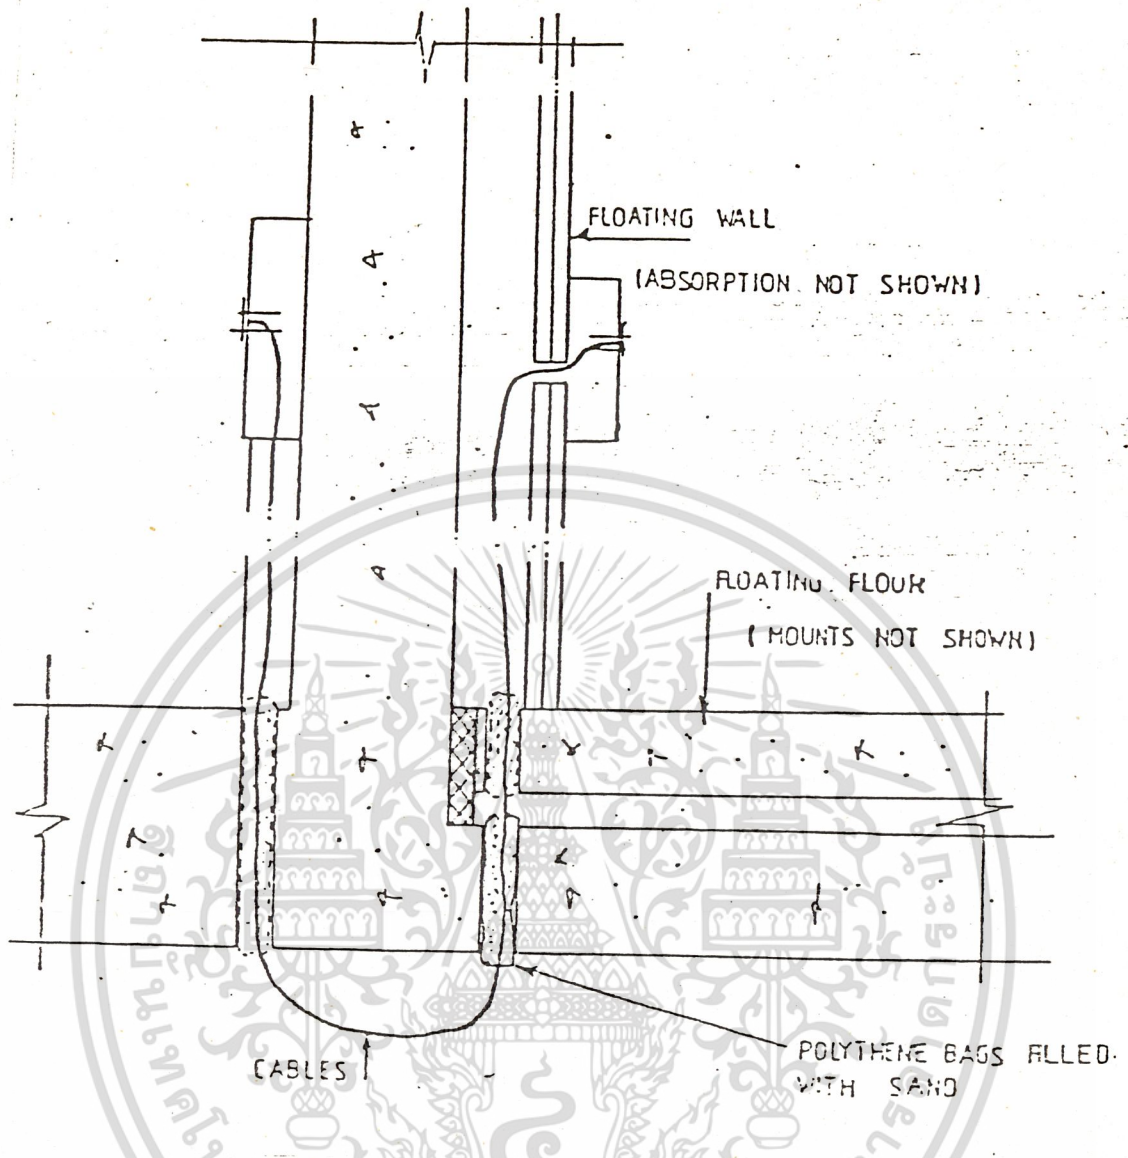 FLOATING WALL
(ABSORPTION NOT SHOWN)
FLOATING FLOUR
(MOUNTS NOT SHOWN)
CABLES
POLYTHENE BAGS FILLED
WITH SAND